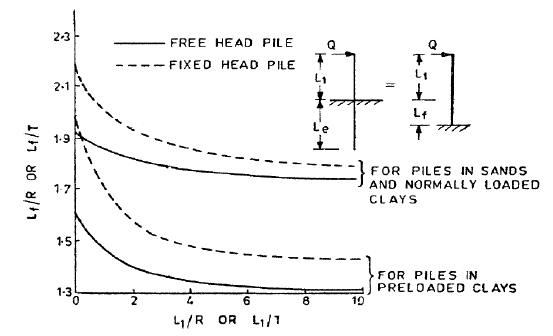 2·3
2·1
1·9
1·7
1·5
1·3
Lf/R OR Lf/T
FREE HEAD PILE
FIXED HEAD PILE
Q
L1
Le
=
Q
L1
Lf
FOR PILES IN SANDS
AND NORMALLY LOADED
CLAYS
FOR PILES IN
PRELOADED CLAYS
0 2 4 6 8 10
L1/R OR L1/T